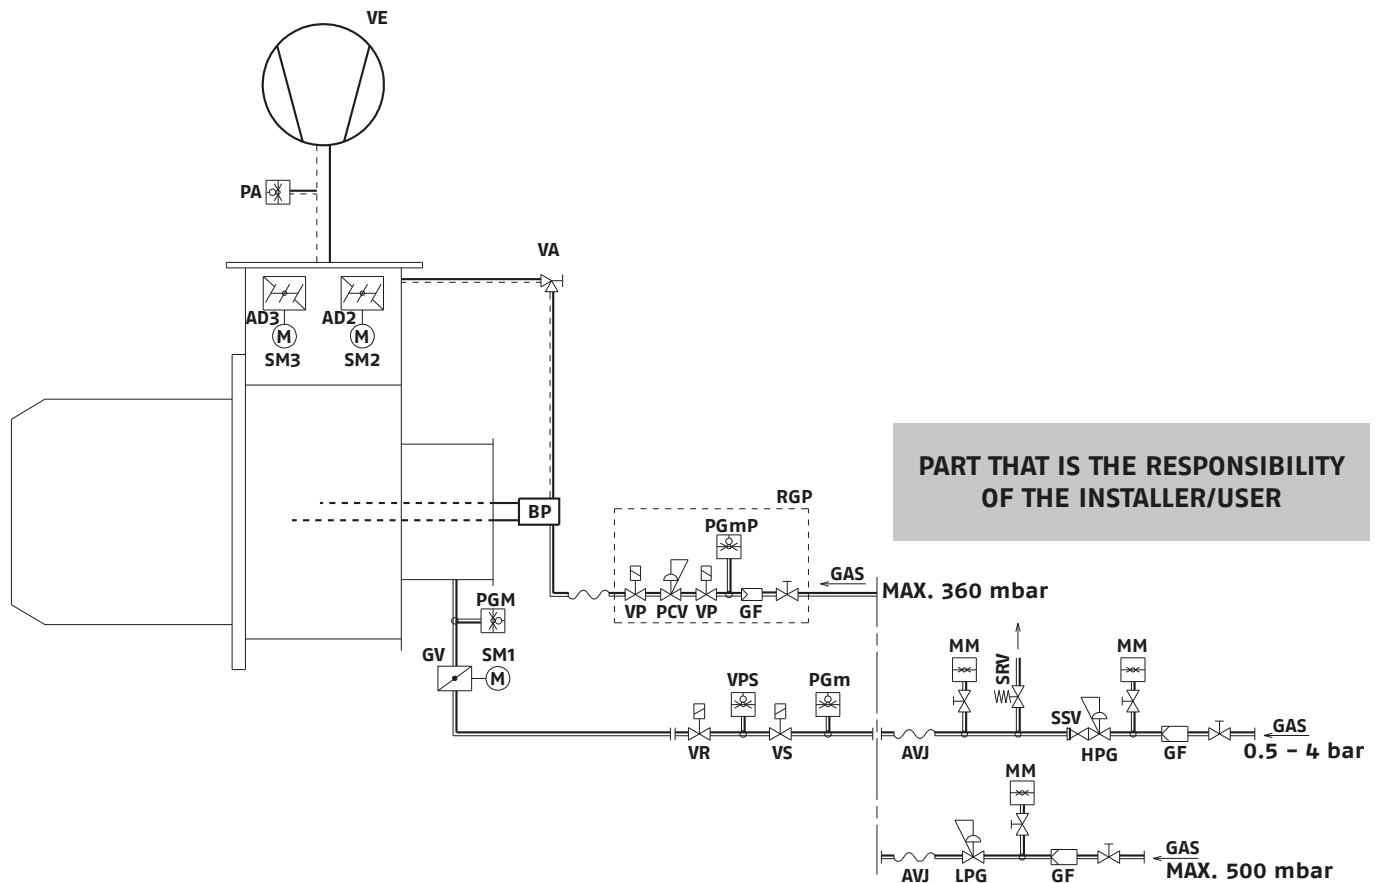 VE
PA
VA
AD3
AD2
M
M
SM3
SM2
PART THAT IS THE RESPONSIBILITY
OF THE INSTALLER/USER
RGP
BP
PGmP
GAS
MAX. 360 mbar
VP
PCV
VP
GF
PGM
GV
SM1
M
MM
SRV
MM
VPS
PGm
SSV
GAS
0.5 – 4 bar
VR
VS
AVJ
HPG
GF
MM
GAS
MAX. 500 mbar
AVJ
LPG
GF